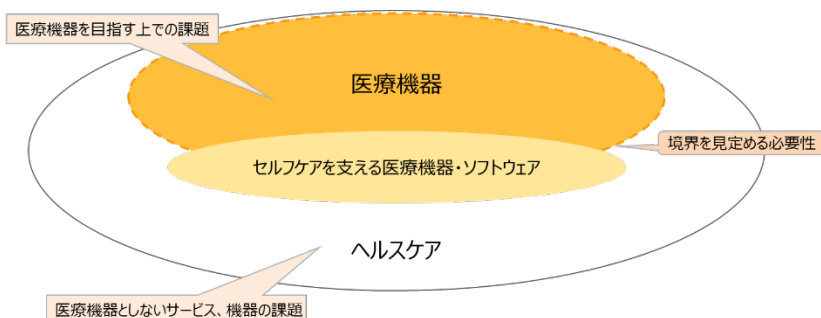 医療機器を目指す上での課題
医療機器
境界を見定める必要性
セルフケアを支える医療機器・ソフトウェア
ヘルスケア
医療機器としないサービス、機器の課題